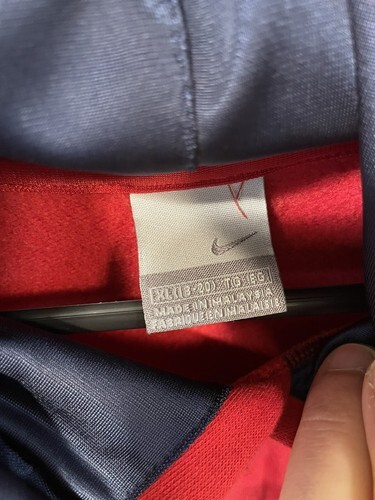 XL(18-20) TG EG
MADE IN MALAYSIA
FABRIQUE EN MALAISIE